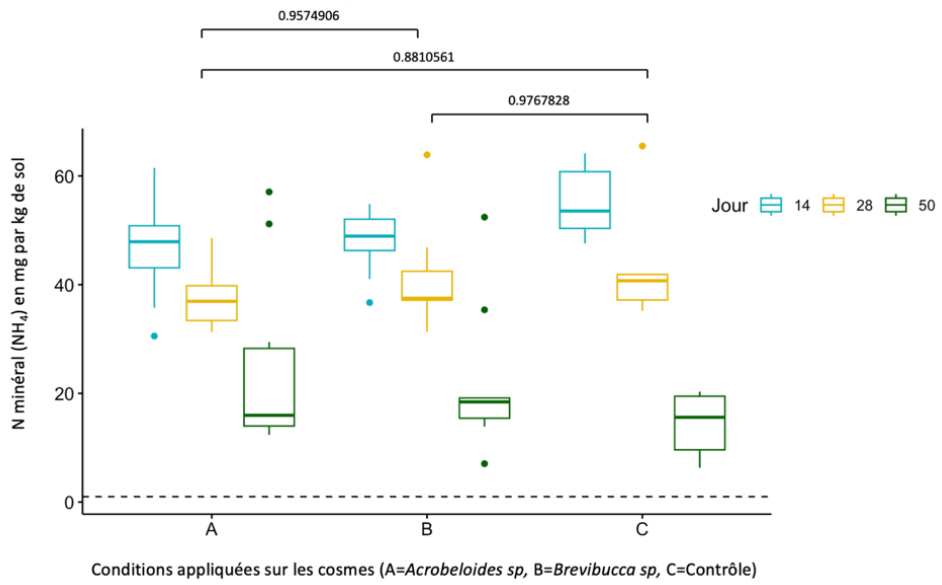 0.9574906
0.8810561
0.9767828
N minéral (NH₄) en mg par kg de sol
60
40
20
0
Jour 14 28 50
A B C
Conditions appliquées sur les cosmes (A=Acrobeloides sp, B=Brevibucca sp, C=Contrôle)